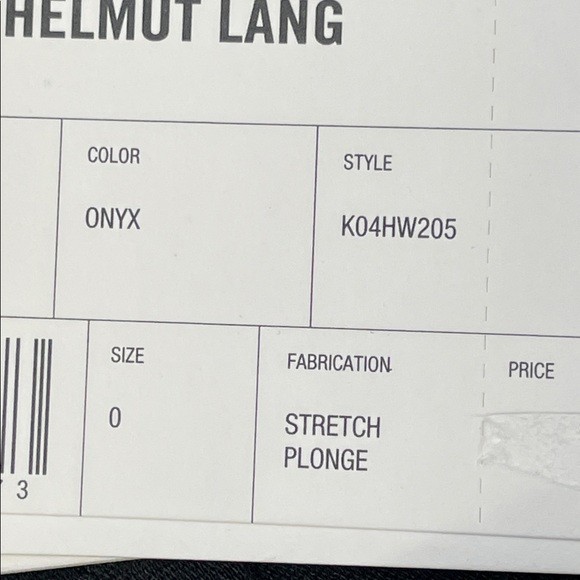 HELMUT LANG
COLOR
STYLE
ONYX
K04HW205
SIZE
FABRICATION
PRICE
0
STRETCH
PLONGE
3